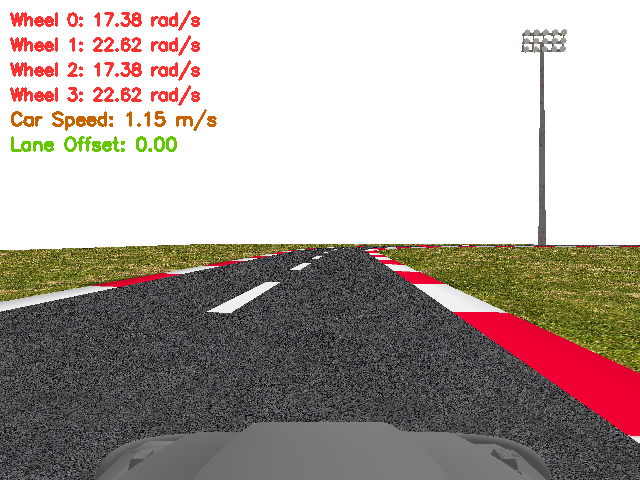 Wheel 0: 17.38 rad/s
Wheel 1: 22.62 rad/s
Wheel 2: 17.38 rad/s
Wheel 3: 22.62 rad/s
Car Speed: 1.15 m/s
Lane Offset: 0.00